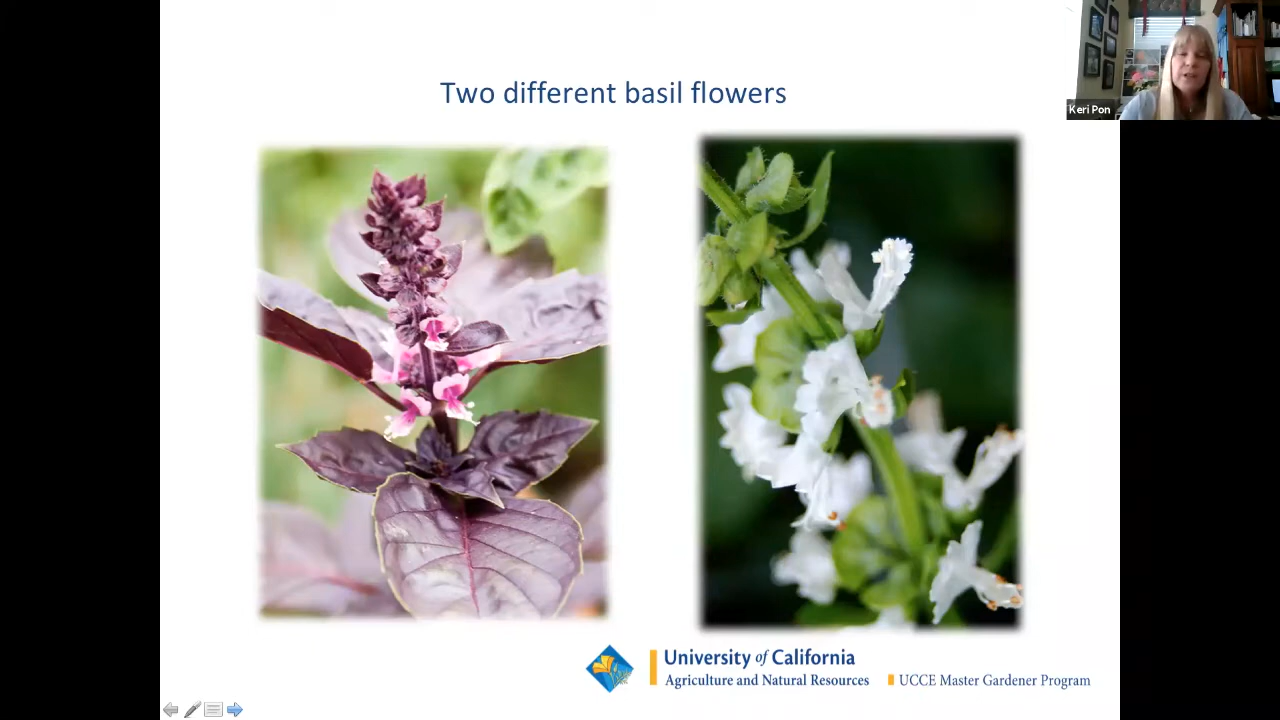 Two different basil flowers
Keri Pon
University of California
Agriculture and Natural Resources
UCCE Master Gardener Program